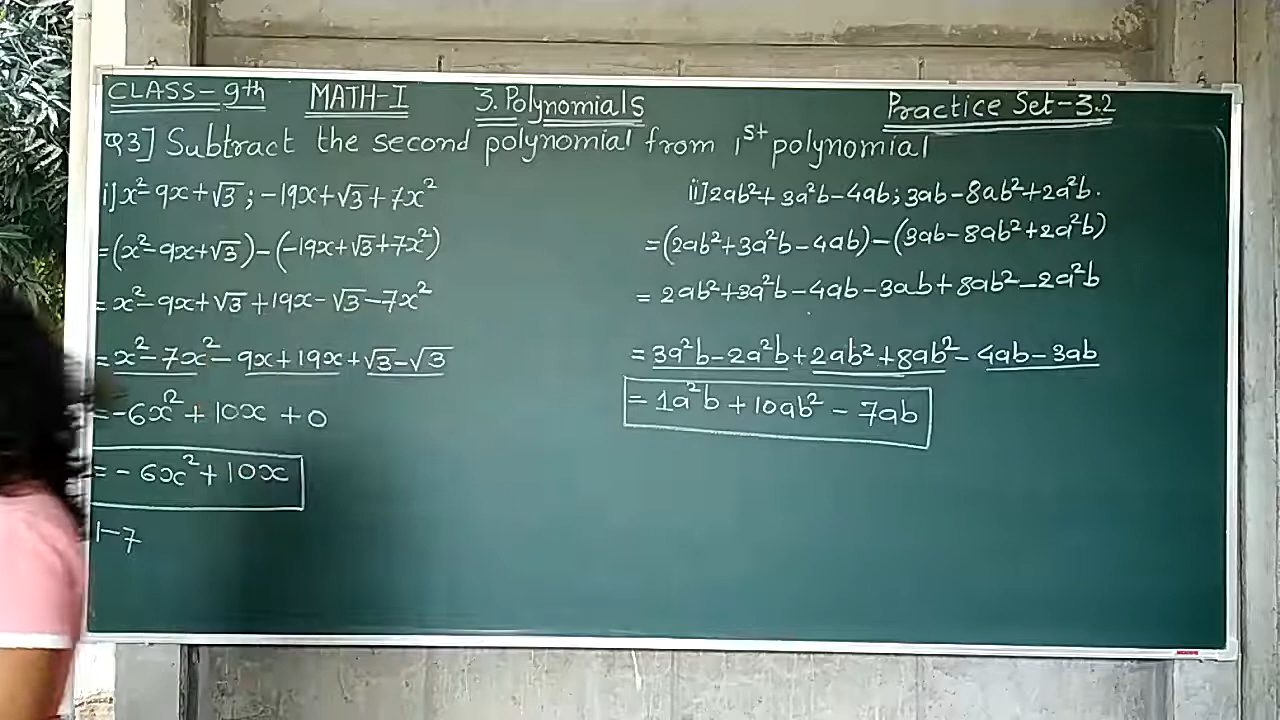 CLASS-9th MATH-I 3.Polynomials Practice Set-3.2
Q3] Subtract the second polynomial from 1st polynomial
i] x²-9x+√3 ; -19x+√3+7x²
=(x²-9x+√3)-(-19x+√3+7x²)
= x²-9x+√3+19x-√3-7x²
= x²-7x²-9x+19x+√3-√3
=-6x²+10x+0
=-6x²+10x
1-7
ii] 2ab²+3a²b-4ab; 3ab-8ab²+2a²b.
=(2ab²+3a²b-4ab)-(3ab-8ab²+2a²b)
= 2ab²+3a²b-4ab-3ab+8ab²-2a²b
= 3a²b-2a²b+2ab²+8ab²-4ab-3ab
= 1a²b+10ab²-7ab